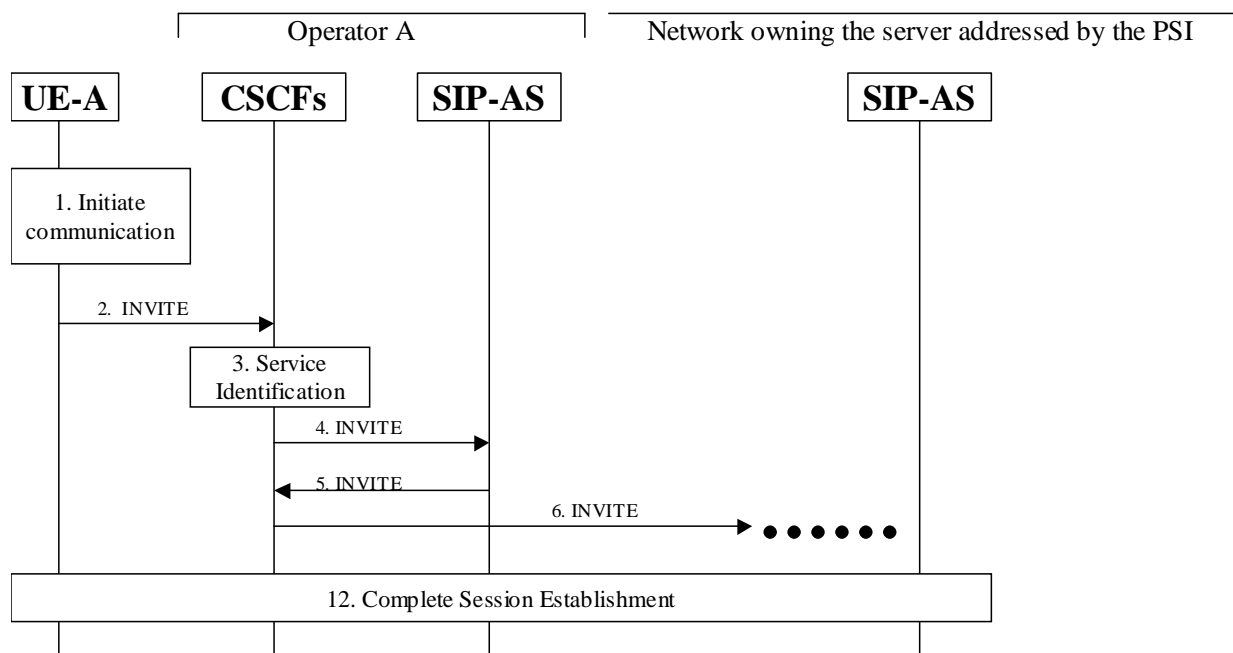 Operator A
Network owning the server addressed by the PSI
UE-A
CSCFs
SIP-AS
SIP-AS
1. Initiate
communication
2. INVITE
3. Service
Identification
4. INVITE
5. INVITE
6. INVITE
12. Complete Session Establishment